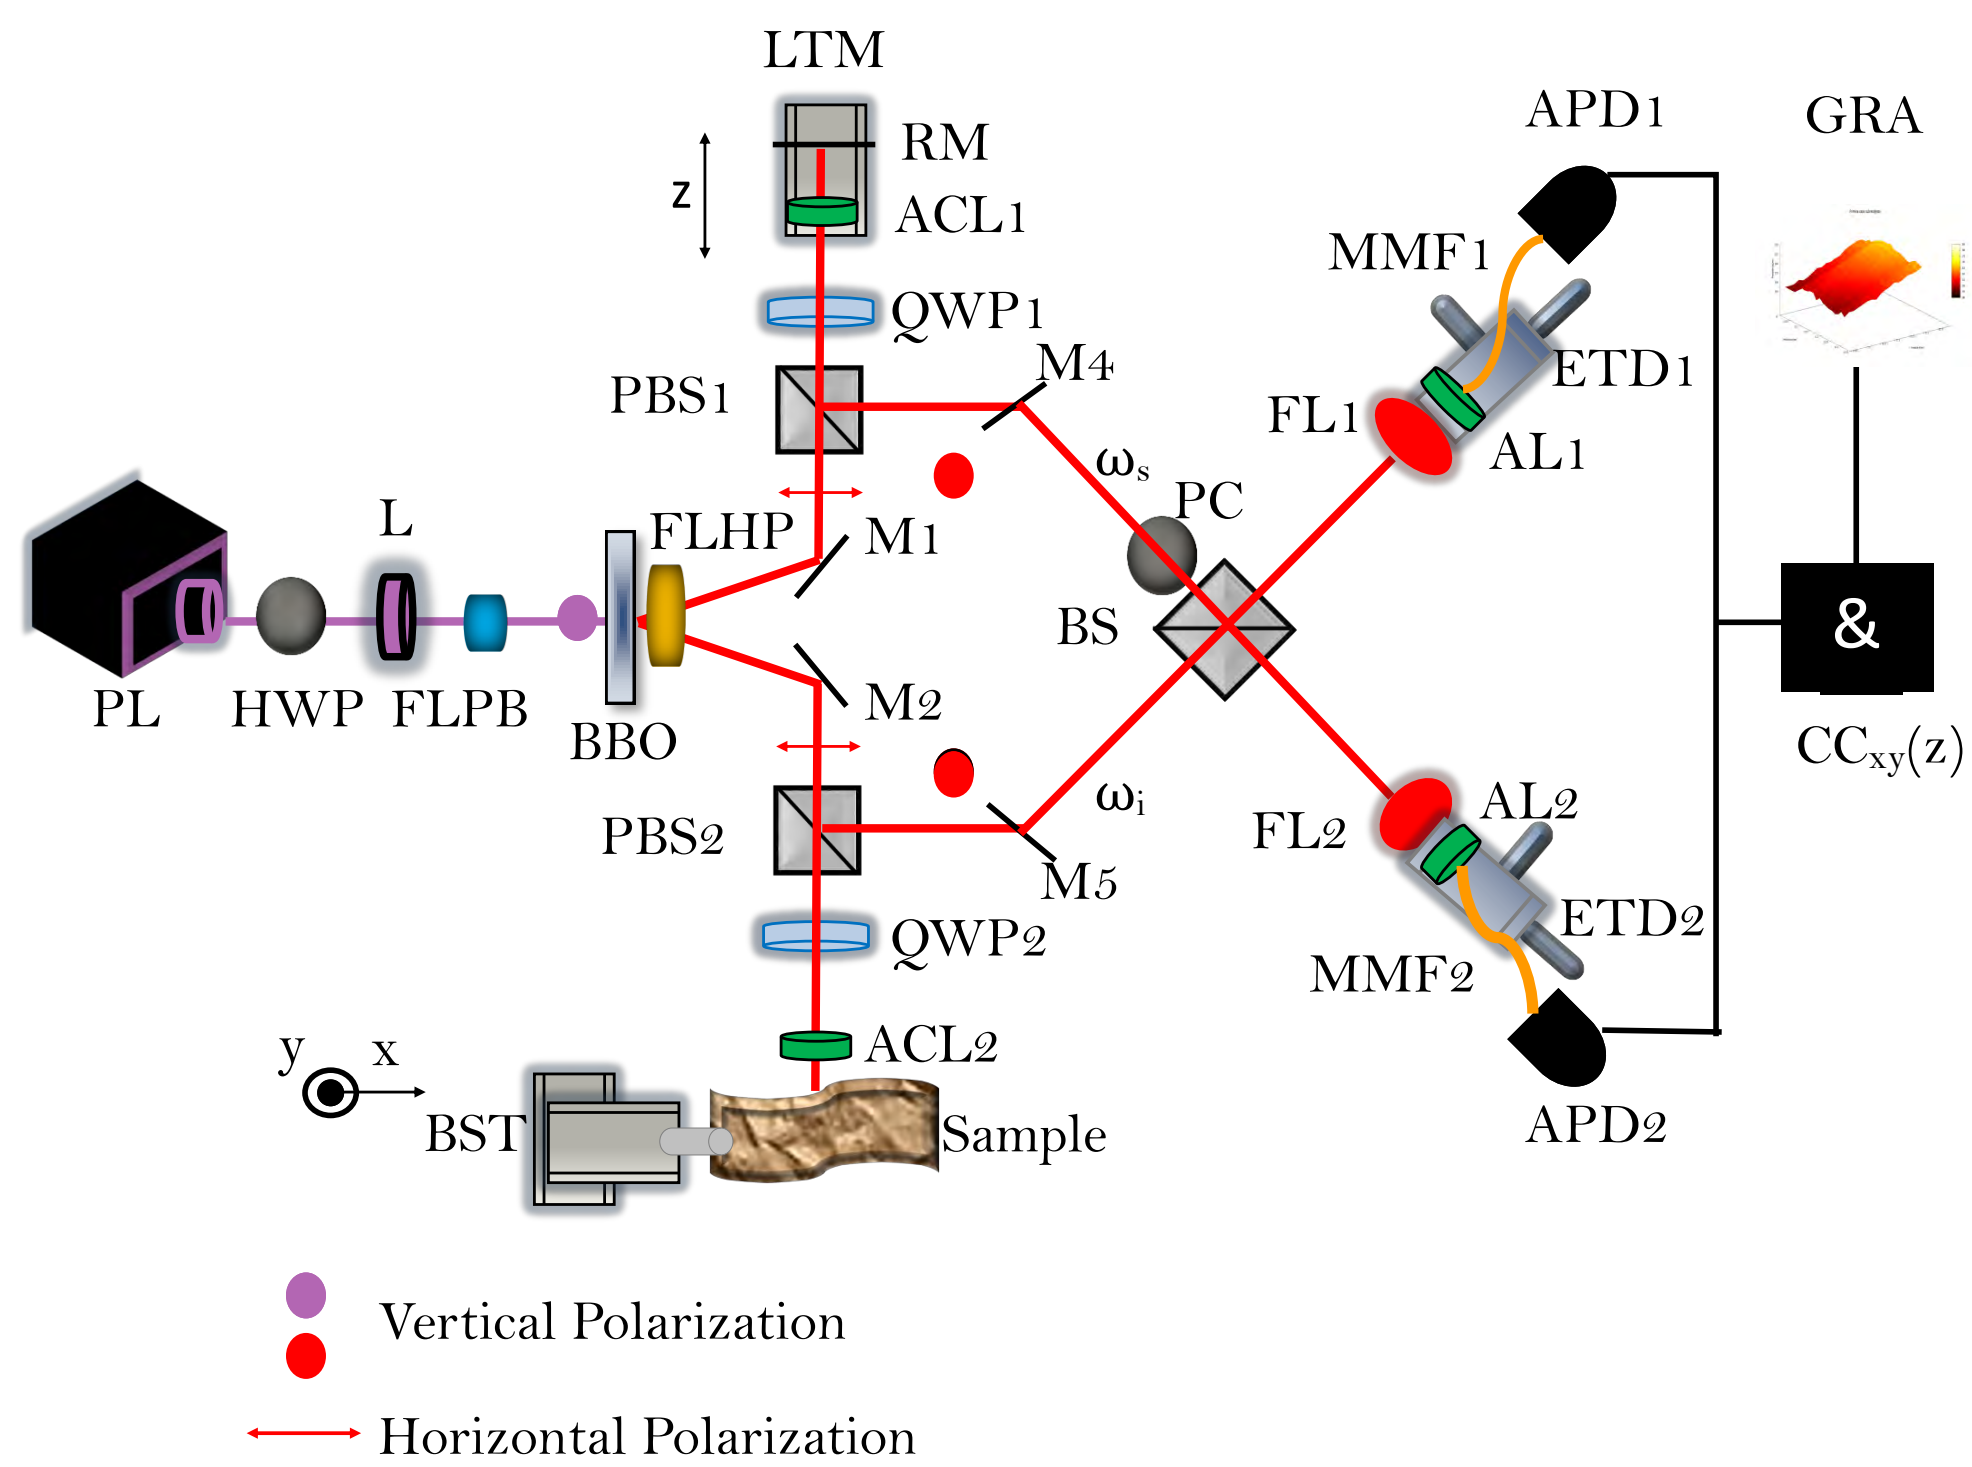 LTM
APD1
GRA
RM
z
ACL1
MMF1
QWP1
M4
ETD1
PBS1
FL1
AL1
ωs
PC
L
FLHP
M1
BS
&
PL
HWP
FLPB
M2
BBO
CCxy(z)
ωi
AL2
PBS2
FL2
M5
ETD2
QWP2
MMF2
y x
ACL2
BST
Sample
APD2
Vertical Polarization
Horizontal Polarization